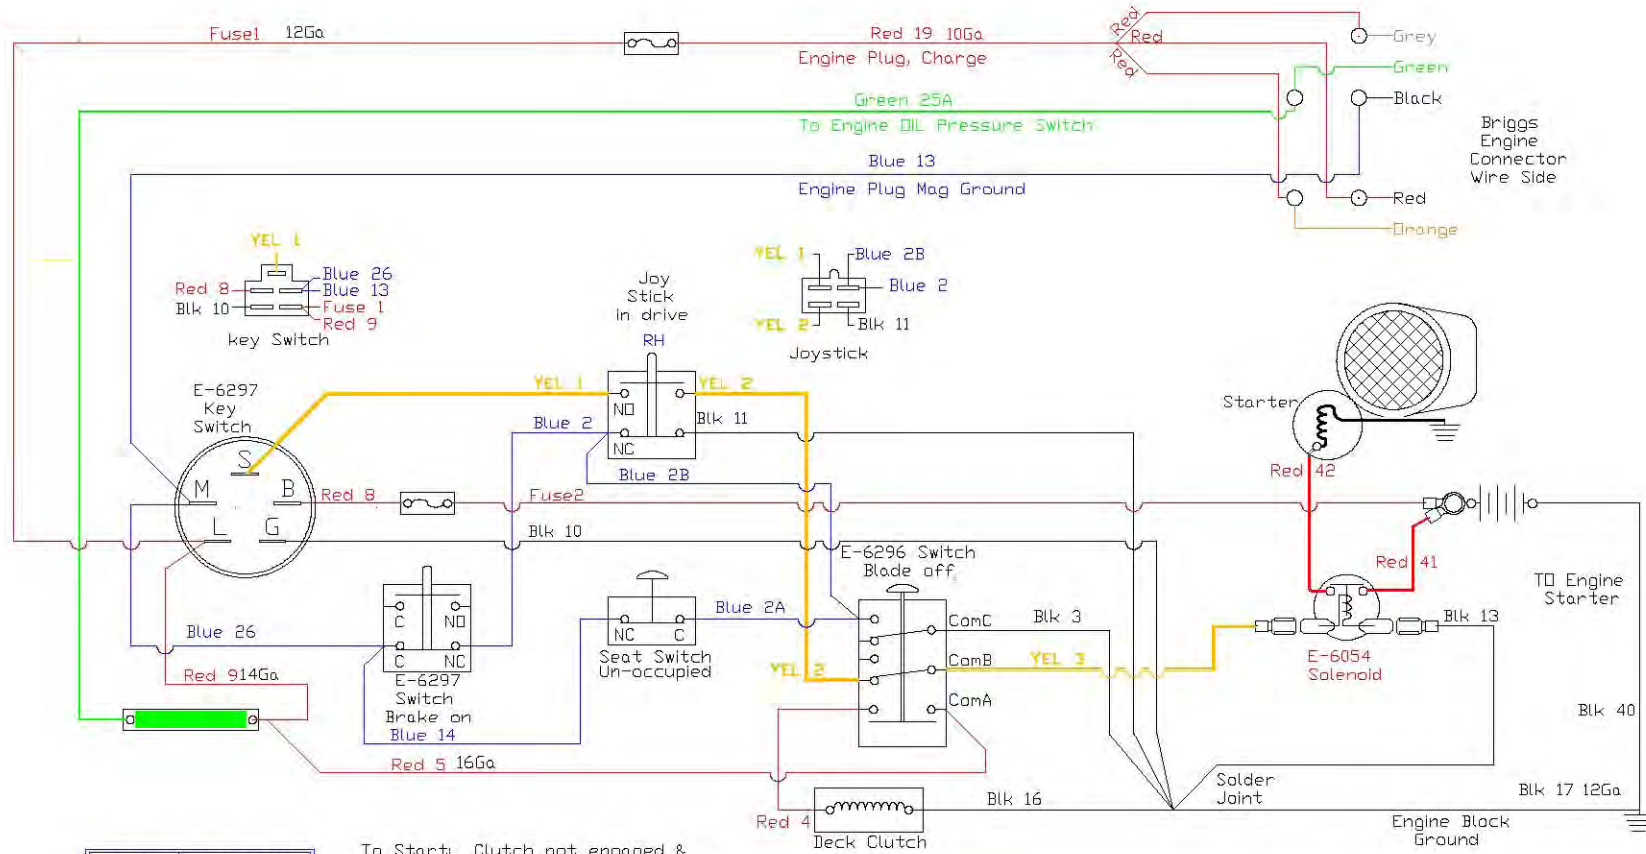 Fuse1 12Ga
Red 19 10Ga
Engine Plug, Charge
Red
Red
Red
Grey
Green
Green 25A
To Engine OIL Pressure Switch
Black
Briggs
Engine
Connector
Wire Side
Blue 13
Engine Plug Mag Ground
Red
Orange
YEL 1
Blue 26
Red 8
Blue 13
Blk 10
Fuse 1
Red 9
key Switch
Joy
Stick
in drive
RH
YEL 1
Blue 2B
Blue 2
YEL 2
Blk 11
Joystick
E-6297
Key
Switch
YEL 1
YEL 2
NO
Blue 2
Blk 11
NC
Blue 2B
Starter
Red 42
S
M
B
L
G
Red 8
Fuse2
Blk 10
E-6296 Switch
Blade off
Red 41
TO Engine
Starter
C
NO
Blue 26
C
NC
E-6297
Switch
Brake on
Blue 14
NC
C
Seat Switch
Un-occupied
Blue 2A
ComC
Blk 3
ComB
YEL 3
YEL 2
ComA
Blk 13
E-6054
Solenoid
Red 914Ga
Blk 40
Red 5 16Ga
Solder
Joint
Blk 17 12Ga
Red 4
Blk 16
Deck Clutch
Engine Block
Ground
To Start: Clutch not engaged &